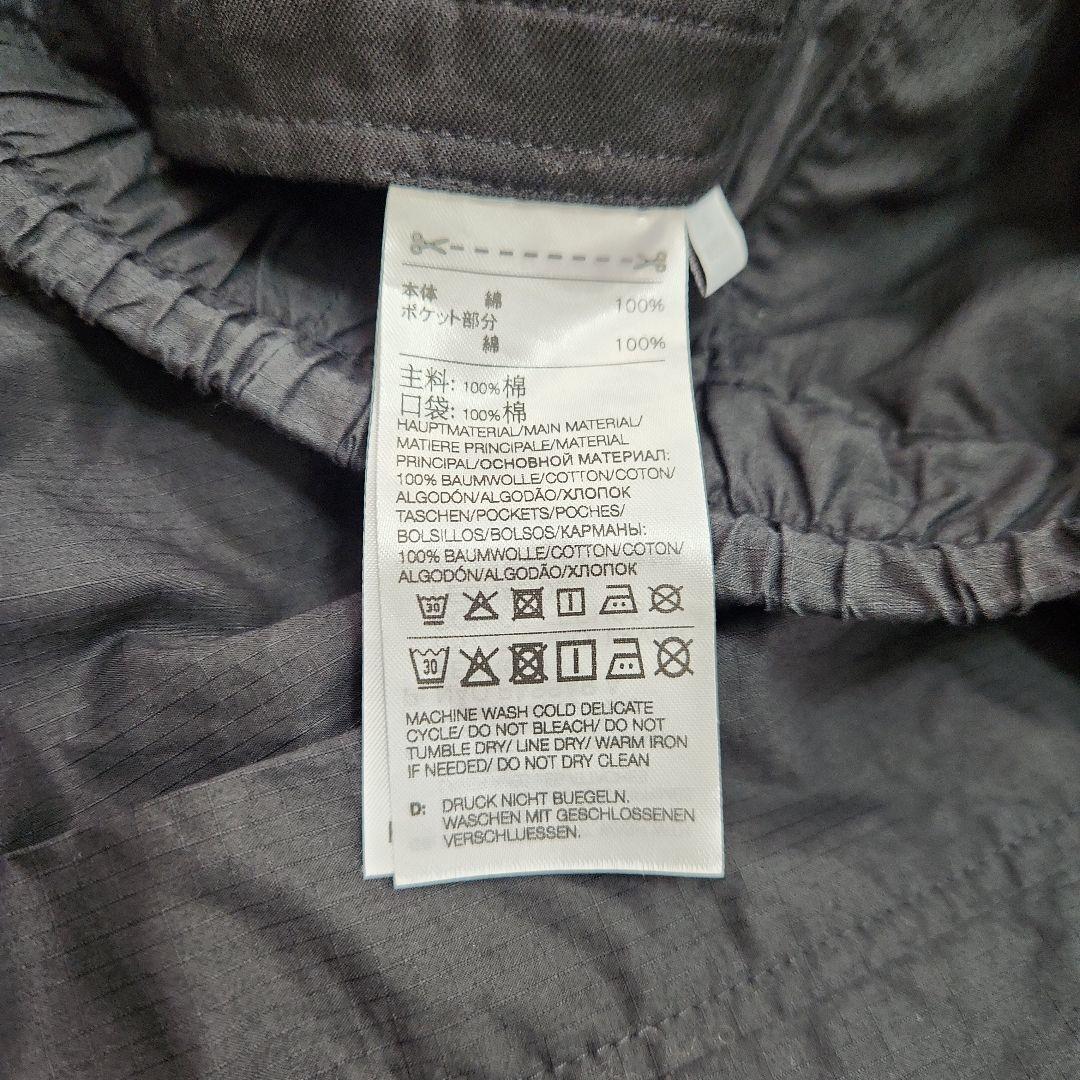 本体 綿 100%
ポケット部分
綿 100%
主料: 100%棉
口袋: 100%棉
HAUPTMATERIAL/MAIN MATERIAL/
MATIERE PRINCIPALE/MATERIAL
PRINCIPAL/ОСНОВНОЙ МАТЕРИАЛ:
100% BAUMWOLLE/COTTON/COTON/
ALGODÓN/ALGODÃO/ХЛОПОК
TASCHEN/POCKETS/POCHES/
BOLSILLOS/BOLSOS/КАРМАНЫ:
100% BAUMWOLLE/COTTON/COTON/
ALGODÓN/ALGODÃO/ХЛОПОК
30
30
MACHINE WASH COLD DELICATE
CYCLE/ DO NOT BLEACH/ DO NOT
TUMBLE DRY/ LINE DRY/ WARM IRON
IF NEEDED/ DO NOT DRY CLEAN
D: DRUCK NICHT BUEGELN.
WASCHEN MIT GESCHLOSSENEN
VERSCHLUESSEN.